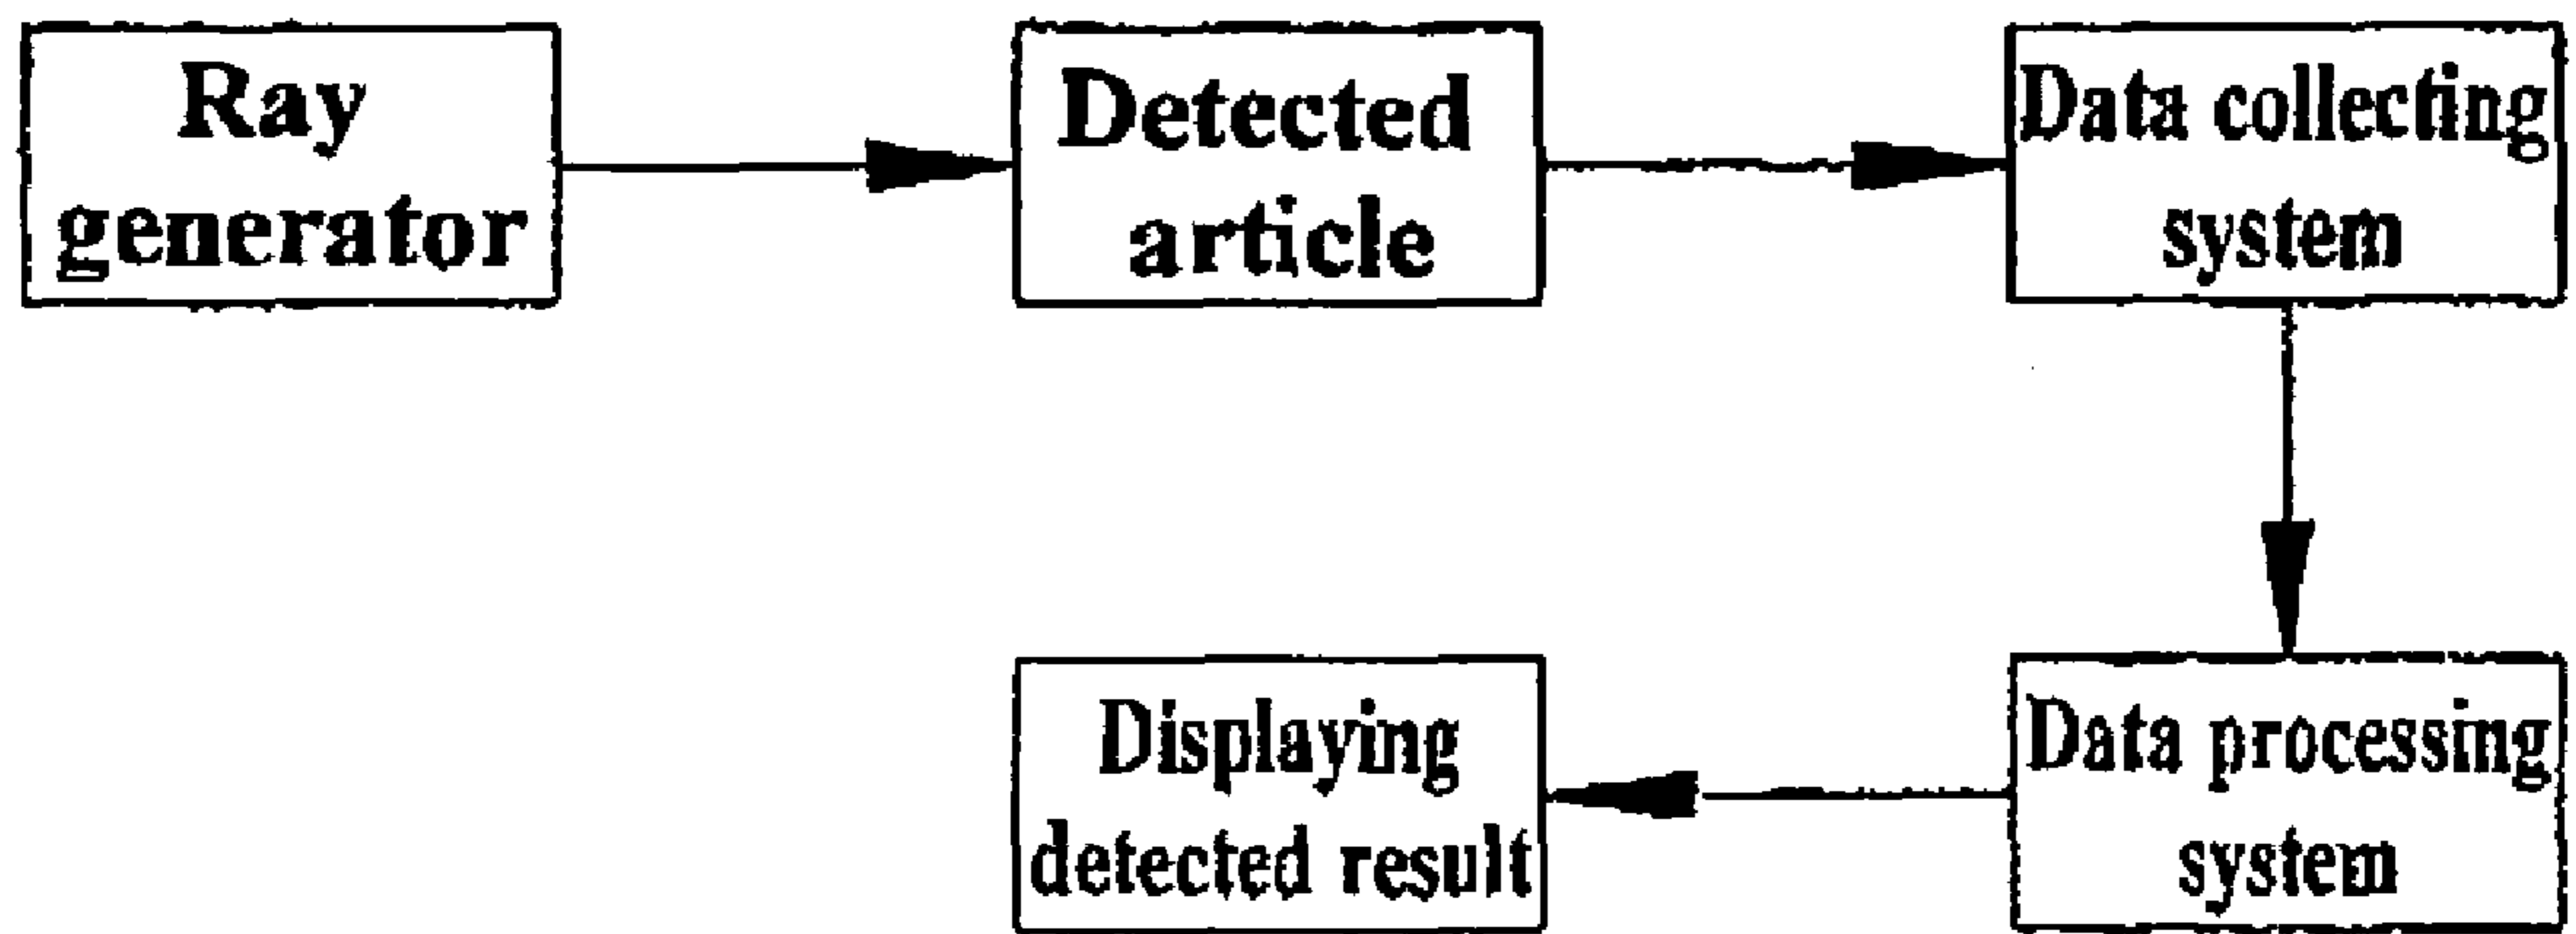 Ray
generator
Detected
article
Data collecting
system
Data processing
system
Displaying
detected result